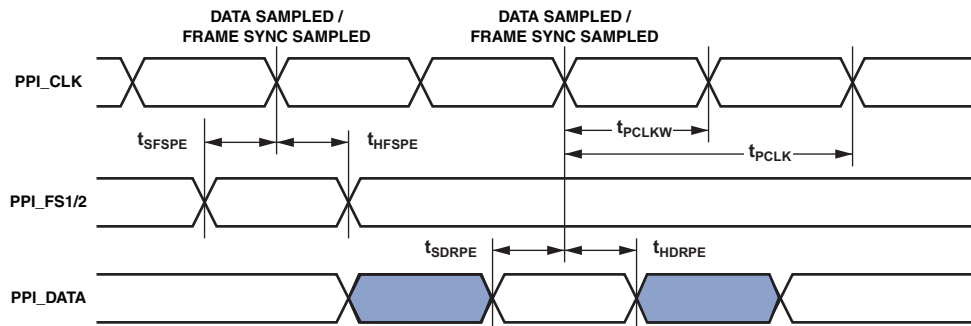 DATA SAMPLED /
FRAME SYNC SAMPLED
DATA SAMPLED /
FRAME SYNC SAMPLED
PPI_CLK
tSFSPE
tHFSPE
tPCLKW
tPCLK
PPI_FS1/2
tSDRPE
tHDRPE
PPI_DATA